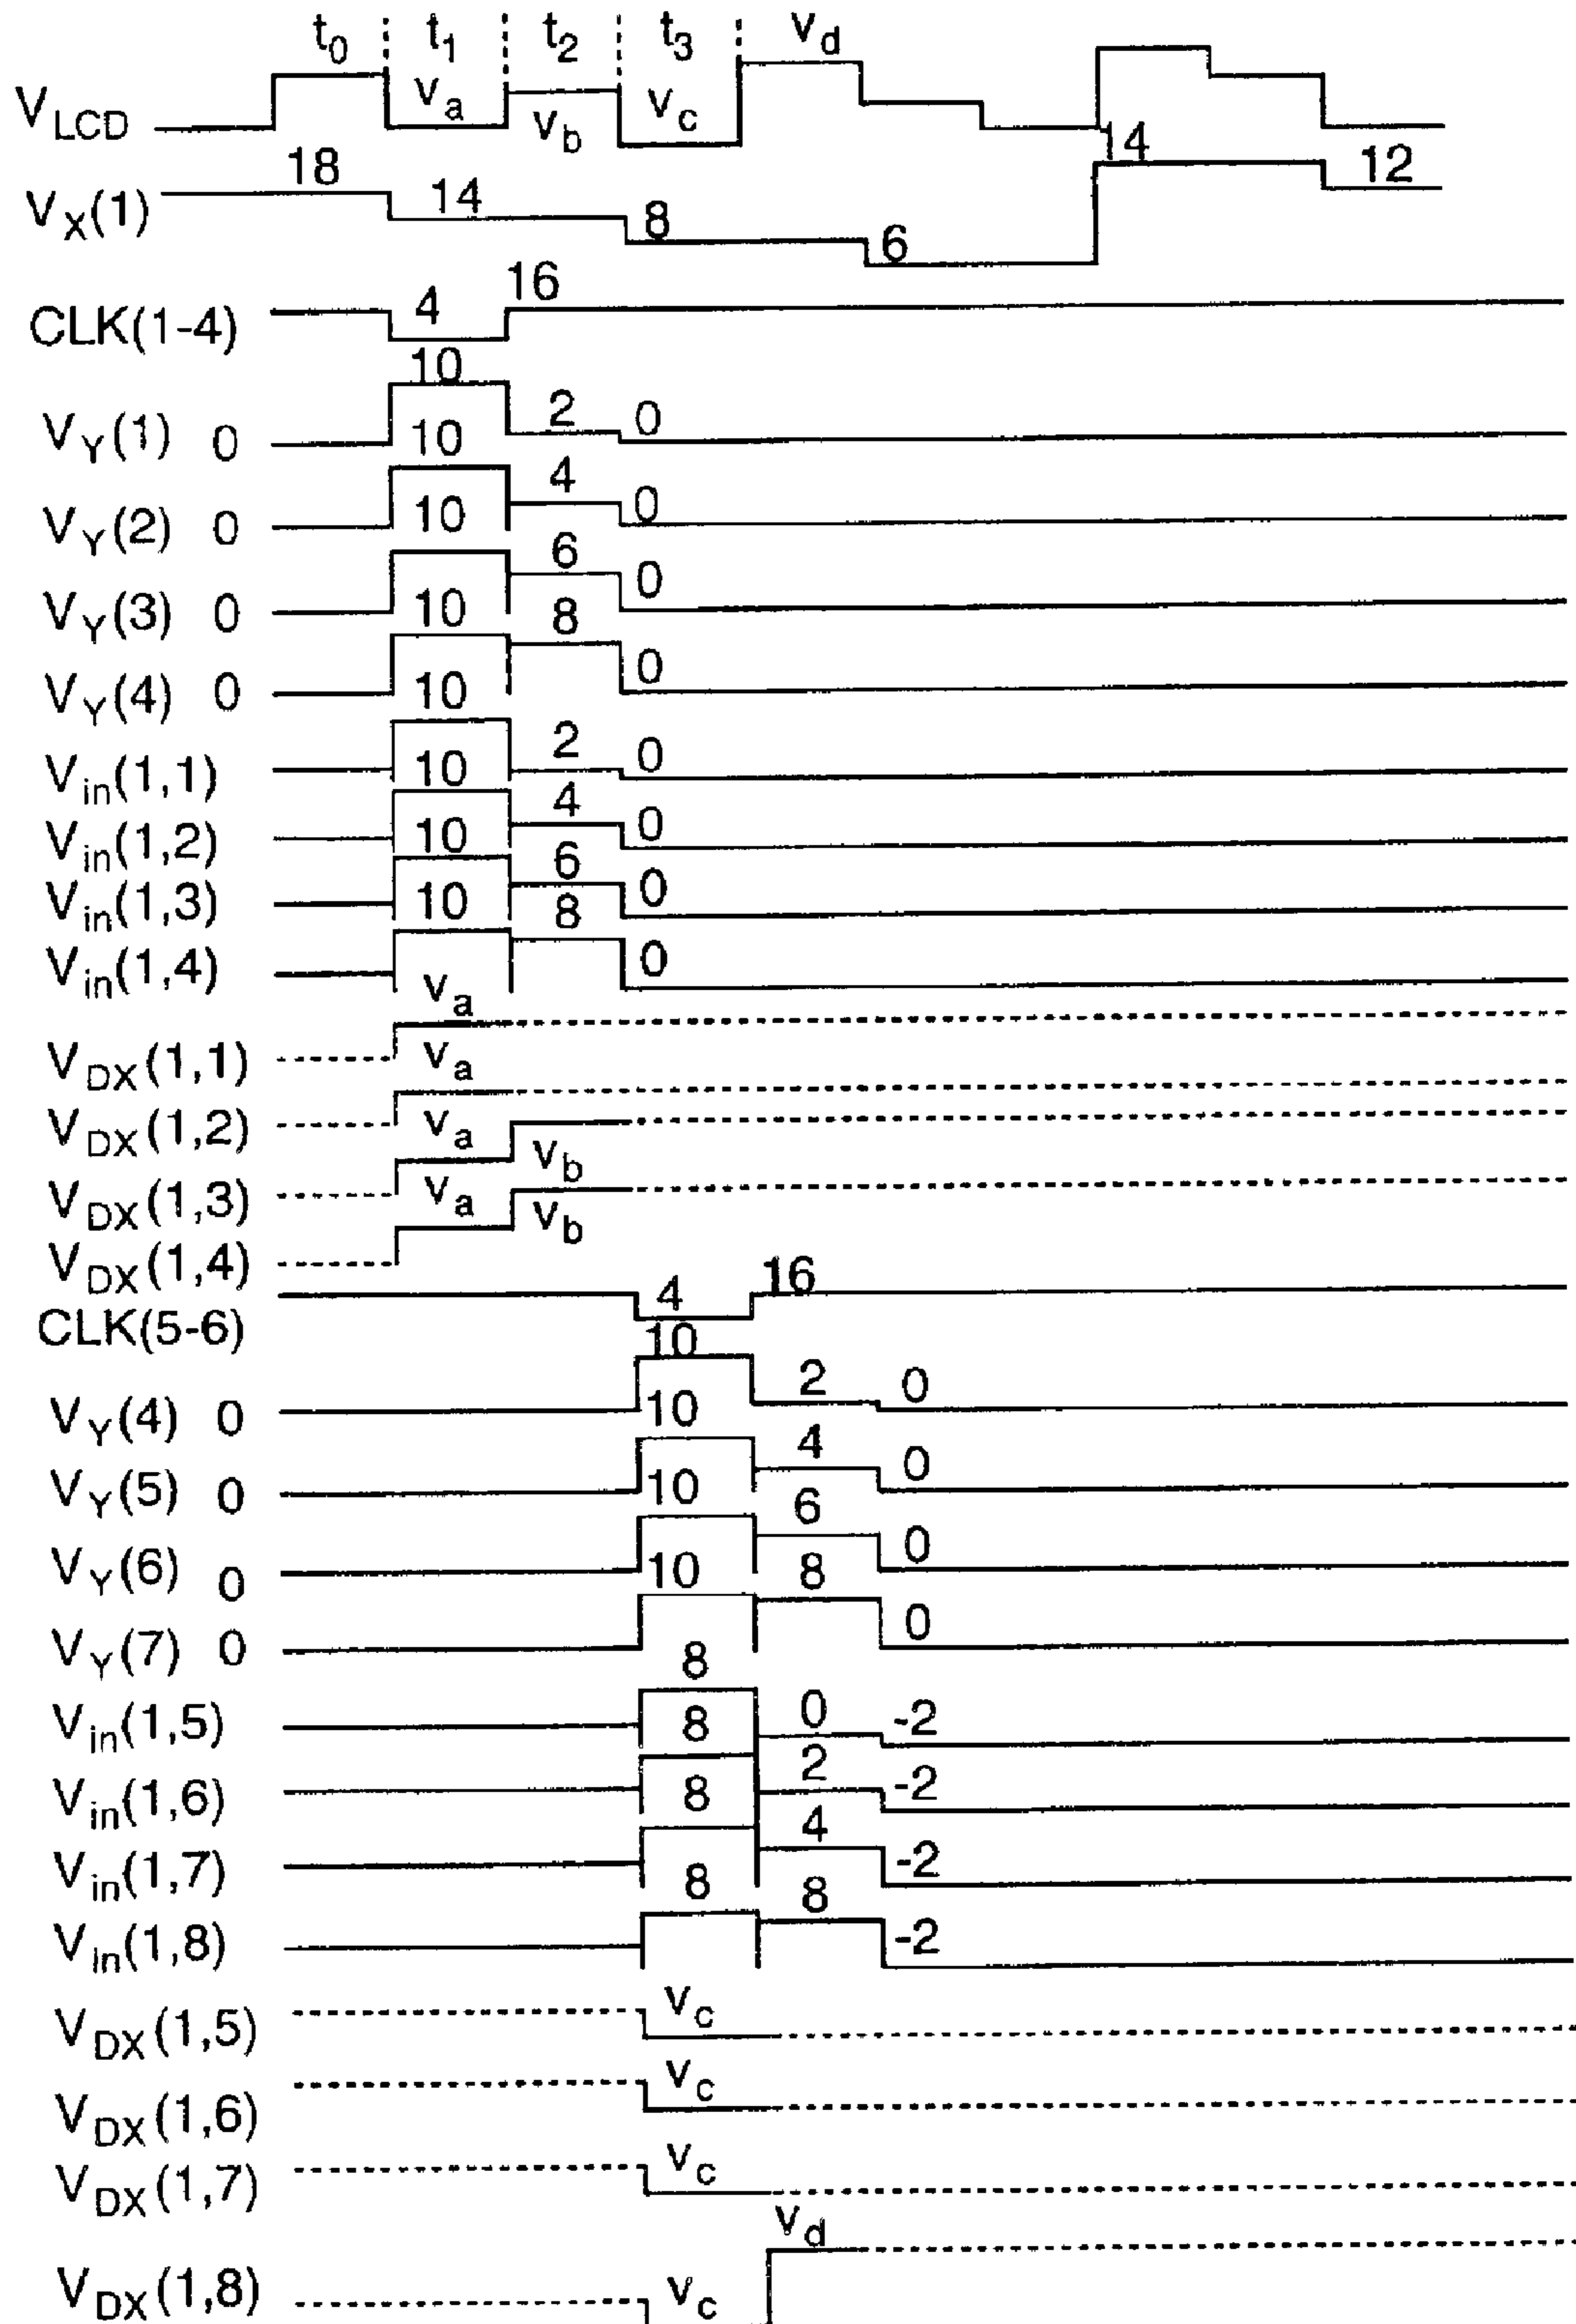 t0 t1 t2 t3 vd
VLCD va vb vc
4
18 14 8 6 12
VX(1)
4 16
CLK(1-4)
10
VY(1) 0 10 2 0
VY(2) 0 10 4 0
VY(3) 0 10 6 0
VY(4) 0 10 8 0
Vin(1,1) 10 2 0
Vin(1,2) 10 4 0
Vin(1,3) 10 6 0
Vin(1,4) 8 0
va
VDX(1,1) va
VDX(1,2) va
VDX(1,3) va vb
VDX(1,4) vb
4 16
CLK(5-6)
10
VY(4) 0 10 2 0
VY(5) 0 10 4 0
VY(6) 0 10 6 0
VY(7) 0 8 0
8
Vin(1,5) 8 0 -2
Vin(1,6) 8 2 -2
Vin(1,7) 8 4 -2
Vin(1,8) 8 -2
VDX(1,5) vc
VDX(1,6) vc
VDX(1,7) vc
vd
VDX(1,8) vc